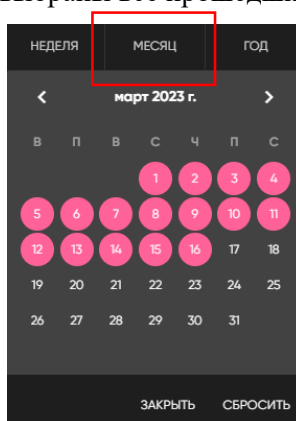 НЕДЕЛЯ МЕСЯЦ ГОД
март 2023 г.
В П В С Ч П С
1 2 3 4
5 6 7 8 9 10 11
12 13 14 15 16 17 18
19 20 21 22 23 24 25
26 27 28 29 30 31
ЗАКРЫТЬ СБРОСИТЬ